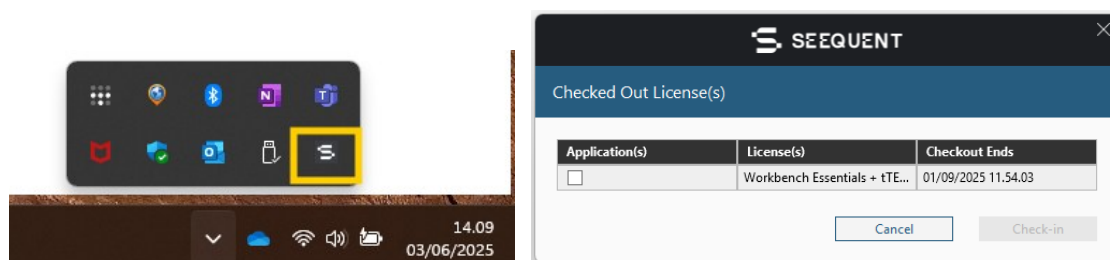 14.09
03/06/2025
SEEQUENT
Checked Out License(s)
Application(s) License(s) Checkout Ends
Workbench Essentials + tTE... 01/09/2025 11.54.03
Cancel Check-in